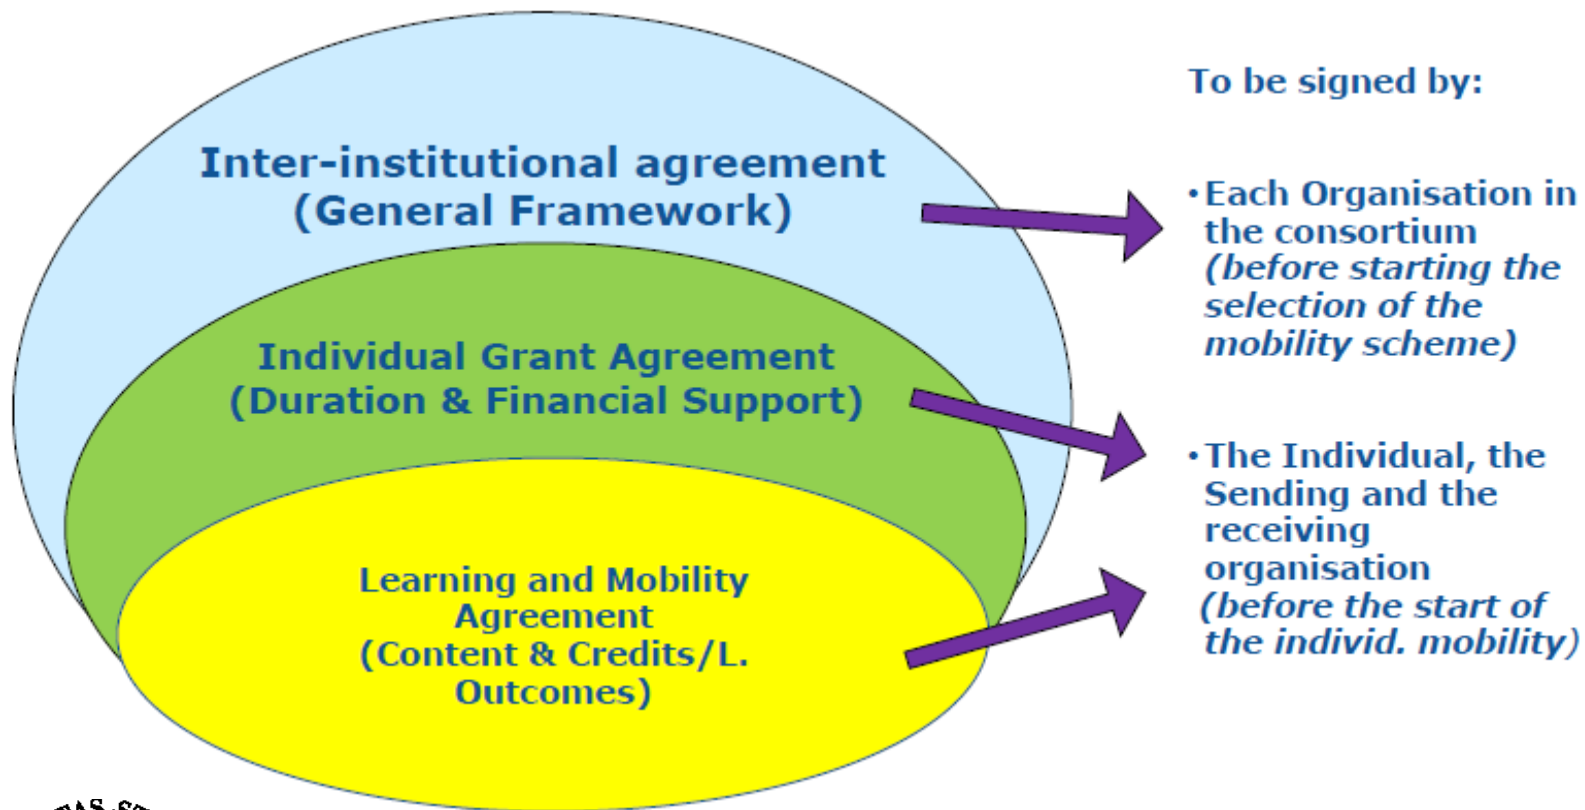 Inter-institutional agreement
(General Framework)
Individual Grant Agreement
(Duration & Financial Support)
Learning and Mobility
Agreement
(Content & Credits/L.
Outcomes)
To be signed by:
• Each Organisation in
the consortium
(before starting the
selection of the
mobility scheme)
• The Individual, the
Sending and the
receiving
organisation
(before the start of
the individ. mobility)